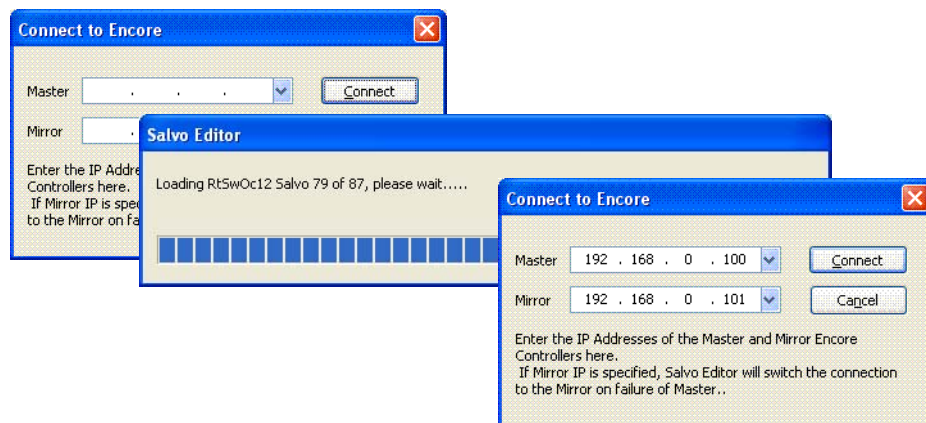 Connect to Encore
Master . . .
Connect
Mirror .
Enter the IP Addre
Controllers here.
If Mirror IP is spe
to the Mirror on fa
Salvo Editor
Loading RtSwOc12 Salvo 79 of 87, please wait.....
Connect to Encore
Master 192 . 168 . 0 . 100
Connect
Mirror 192 . 168 . 0 . 101
Cancel
Enter the IP Addresses of the Master and Mirror Encore
Controllers here.
If Mirror IP is specified, Salvo Editor will switch the connection
to the Mirror on failure of Master..